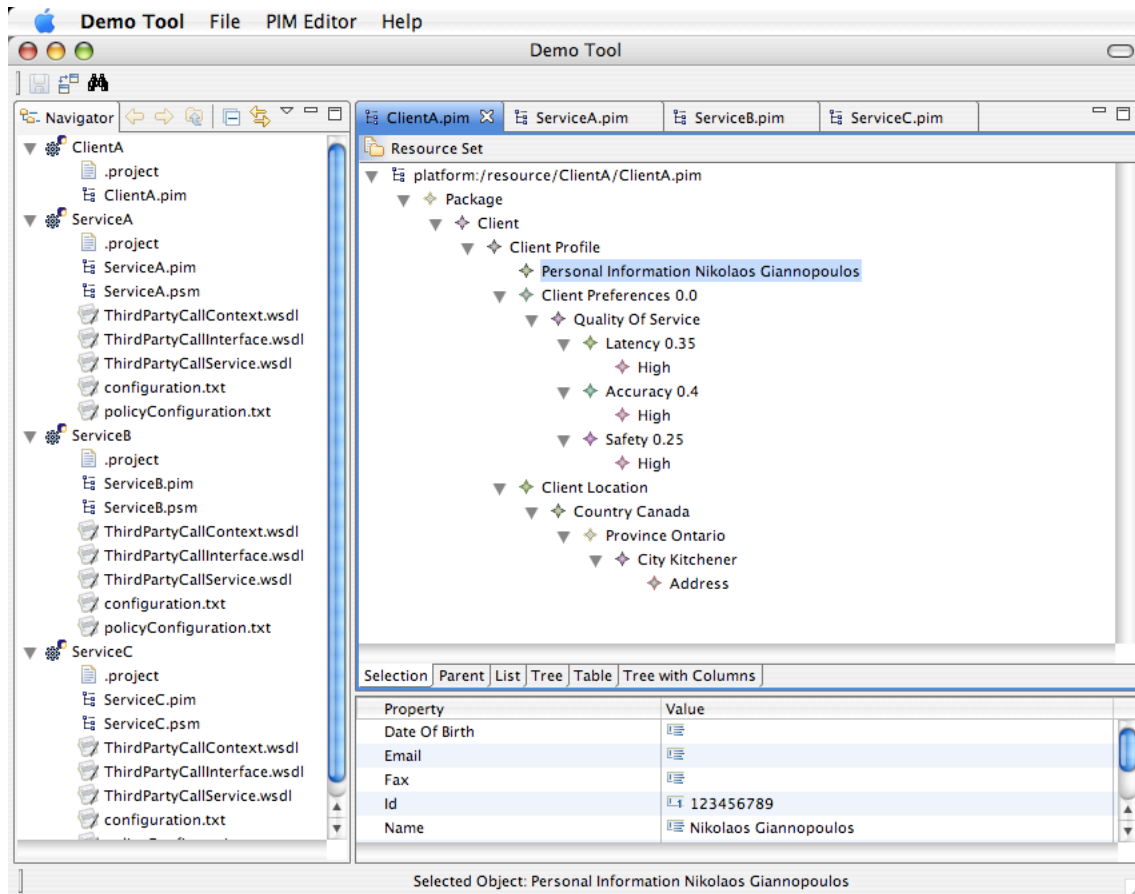 Demo Tool File PIM Editor Help
Demo Tool
Navigator
ClientA
.project
ClientA.pim
ServiceA
.project
ServiceA.pim
ServiceA.psm
ThirdPartyCallContext.wsdl
ThirdPartyCallInterface.wsdl
ThirdPartyCallService.wsdl
configuration.txt
policyConfiguration.txt
ServiceB
.project
ServiceB.pim
ServiceB.psm
ThirdPartyCallContext.wsdl
ThirdPartyCallInterface.wsdl
ThirdPartyCallService.wsdl
configuration.txt
policyConfiguration.txt
ServiceC
.project
ServiceC.pim
ServiceC.psm
ThirdPartyCallContext.wsdl
ThirdPartyCallInterface.wsdl
ThirdPartyCallService.wsdl
configuration.txt
ClientA.pim ServiceA.pim ServiceB.pim ServiceC.pim
Resource Set
platform:/resource/ClientA/ClientA.pim
Package
Client
Client Profile
Personal Information Nikolaos Giannopoulos
Client Preferences 0.0
Quality Of Service
Latency 0.35
High
Accuracy 0.4
High
Safety 0.25
High
Client Location
Country Canada
Province Ontario
City Kitchener
Address
Selection Parent List Tree Table Tree with Columns
Property Value
Date Of Birth
Email
Fax
Id 123456789
Name Nikolaos Giannopoulos
Selected Object: Personal Information Nikolaos Giannopoulos